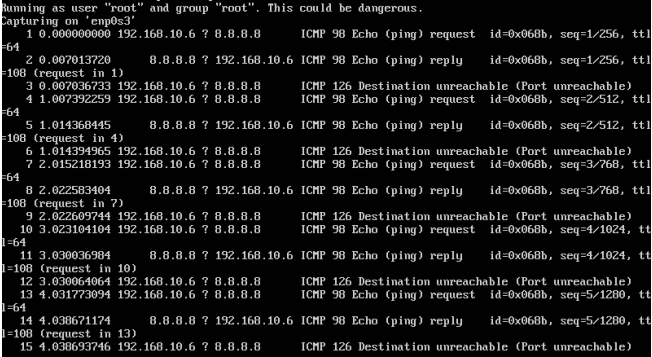 Running as user "root" and group "root". This could be dangerous.
Capturing on 'enp0s3'
1 0.000000000 192.168.10.6 ? 8.8.8.8 ICMP 98 Echo (ping) request id=0x068b, seq=1/256, ttl
=64
2 0.007013720 8.8.8.8 ? 192.168.10.6 ICMP 98 Echo (ping) reply id=0x068b, seq=1/256, ttl
=108 (request in 1)
3 0.007036733 192.168.10.6 ? 8.8.8.8 ICMP 126 Destination unreachable (Port unreachable)
4 1.007392259 192.168.10.6 ? 8.8.8.8 ICMP 98 Echo (ping) request id=0x068b, seq=2/512, ttl
=64
5 1.014368445 8.8.8.8 ? 192.168.10.6 ICMP 98 Echo (ping) reply id=0x068b, seq=2/512, ttl
=108 (request in 4)
6 1.014394965 192.168.10.6 ? 8.8.8.8 ICMP 126 Destination unreachable (Port unreachable)
7 2.015218193 192.168.10.6 ? 8.8.8.8 ICMP 98 Echo (ping) request id=0x068b, seq=3/768, ttl
=64
8 2.022583404 8.8.8.8 ? 192.168.10.6 ICMP 98 Echo (ping) reply id=0x068b, seq=3/768, ttl
=108 (request in 7)
9 2.022609744 192.168.10.6 ? 8.8.8.8 ICMP 126 Destination unreachable (Port unreachable)
10 3.023104104 192.168.10.6 ? 8.8.8.8 ICMP 98 Echo (ping) request id=0x068b, seq=4/1024, tt
l=64
11 3.030036984 8.8.8.8 ? 192.168.10.6 ICMP 98 Echo (ping) reply id=0x068b, seq=4/1024, tt
l=108 (request in 10)
12 3.030064064 192.168.10.6 ? 8.8.8.8 ICMP 126 Destination unreachable (Port unreachable)
13 4.031773094 192.168.10.6 ? 8.8.8.8 ICMP 98 Echo (ping) request id=0x068b, seq=5/1280, tt
l=64
14 4.038671174 8.8.8.8 ? 192.168.10.6 ICMP 98 Echo (ping) reply id=0x068b, seq=5/1280, tt
l=108 (request in 13)
15 4.038693746 192.168.10.6 ? 8.8.8.8 ICMP 126 Destination unreachable (Port unreachable)